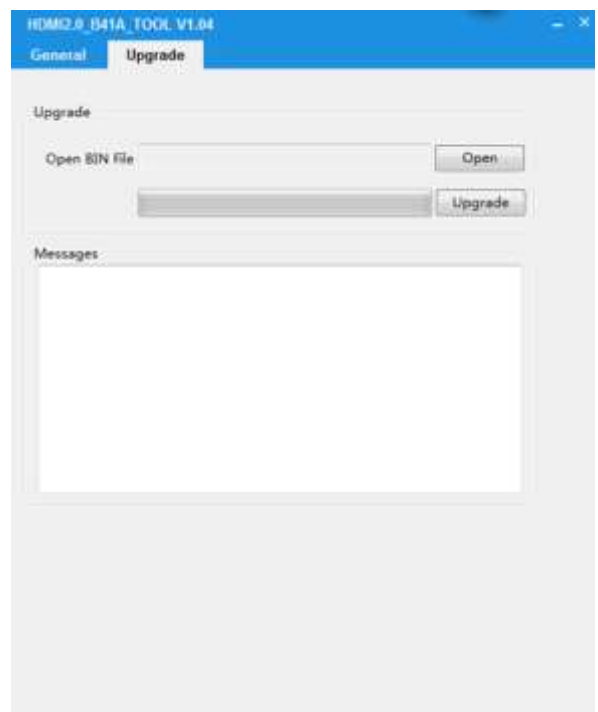 HDMI2.0_B41A_TOOL V1.04
General Upgrade
Upgrade
Open BIN File Open
Upgrade
Messages